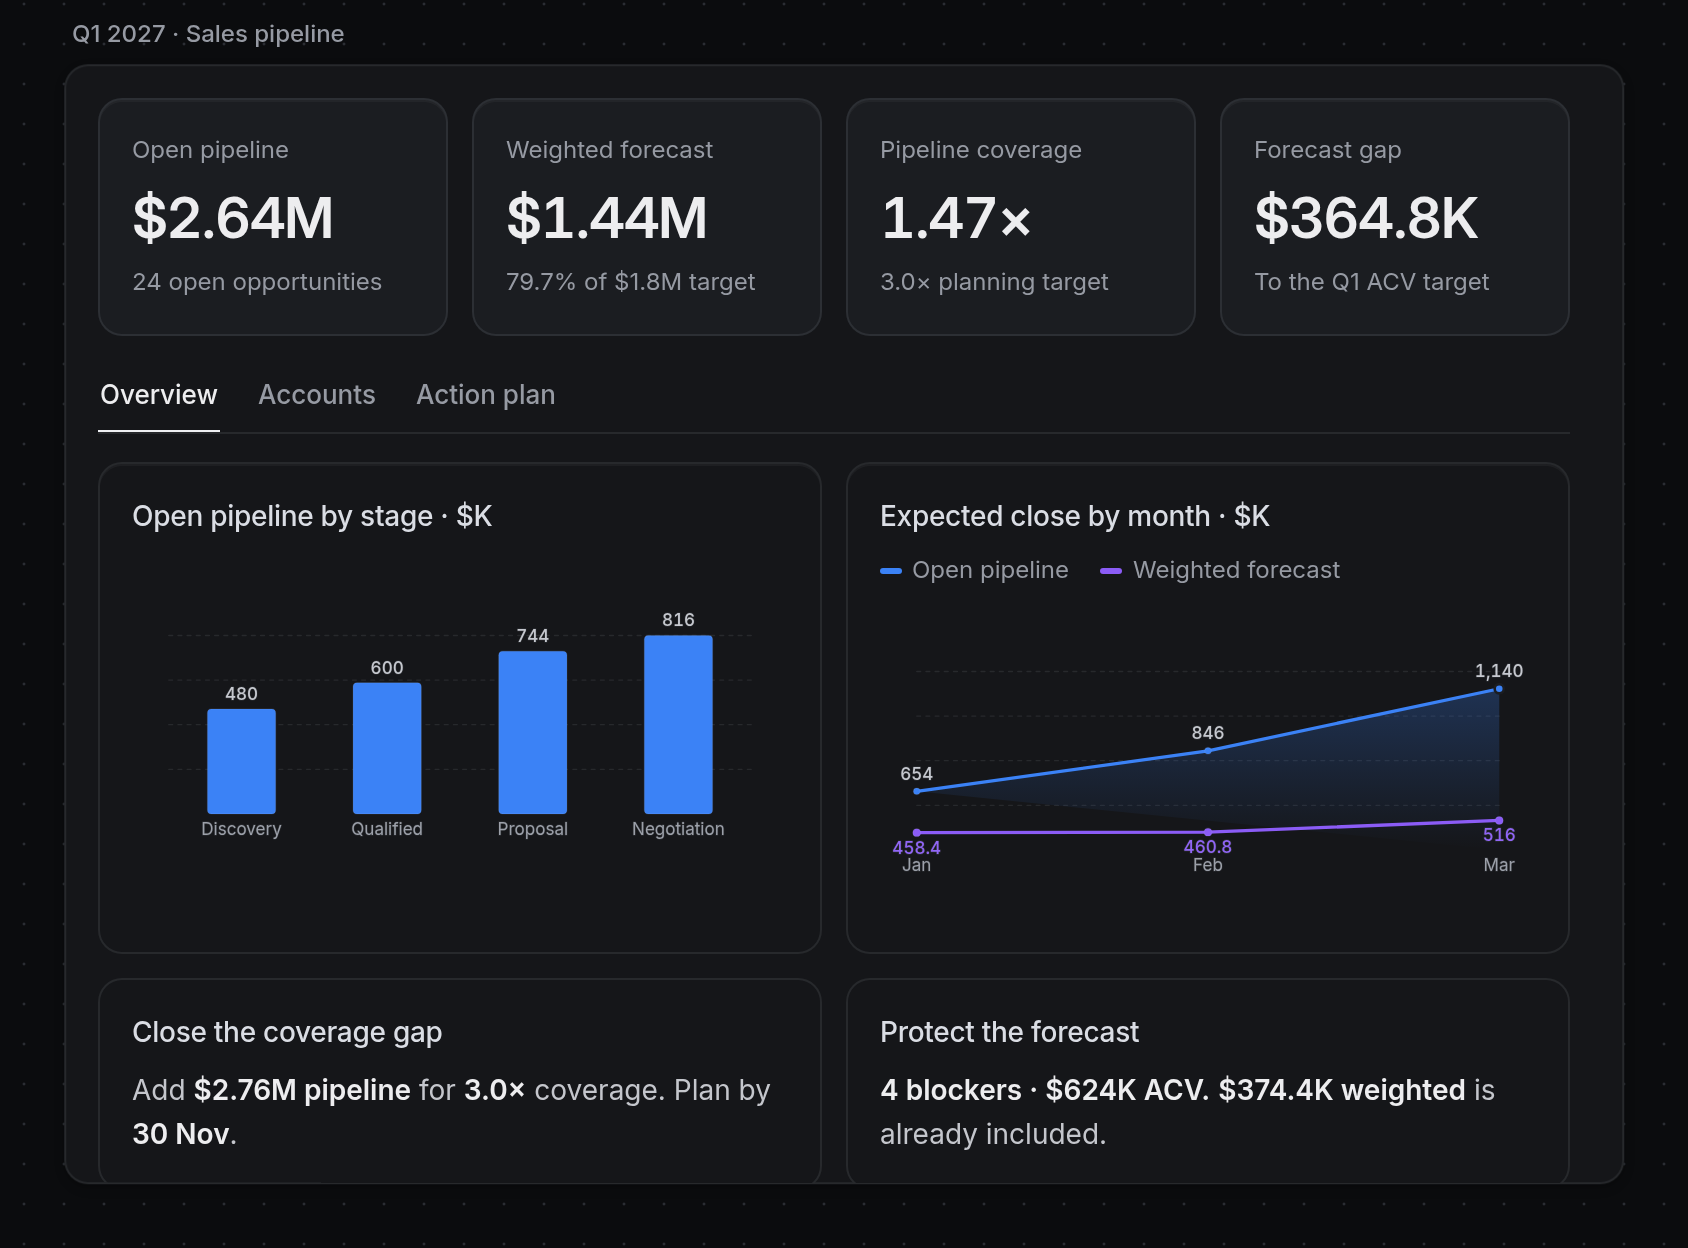 Q1 2027 · Sales pipeline
Open pipeline
$2.64M
24 open opportunities
Weighted forecast
$1.44M
79.7% of $1.8M target
Pipeline coverage
1.47×
3.0× planning target
Forecast gap
$364.8K
To the Q1 ACV target
Overview
Accounts
Action plan
Open pipeline by stage · $K
480
600
744
816
Discovery
Qualified
Proposal
Negotiation
Expected close by month · $K
Open pipeline
Weighted forecast
654
846
1,140
458.4
460.8
516
Jan
Feb
Mar
Close the coverage gap
Add $2.76M pipeline for 3.0× coverage. Plan by
30 Nov.
Protect the forecast
4 blockers · $624K ACV. $374.4K weighted is
already included.